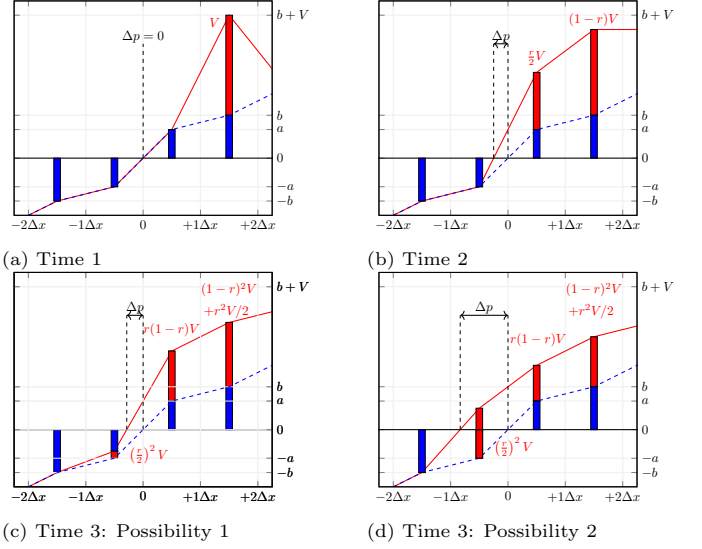 V
Δp = 0
b + V
b
a
0
−a
−b
−2Δx
−1Δx
0
+1Δx
+2Δx
(a) Time 1
(1−r)V
Δp
r/2 V
b + V
b
a
0
−a
−b
−2Δx
−1Δx
0
+1Δx
+2Δx
(b) Time 2
(1−r)²V
+r²V/2
Δp
r(1−r)V
(r/2)² V
b + V
b
a
0
−a
−b
−2Δx
−1Δx
0
+1Δx
+2Δx
(c) Time 3: Possibility 1
(1−r)²V
+r²V/2
Δp
r(1−r)V
(r/2)² V
b + V
b
a
0
−a
−b
−2Δx
−1Δx
0
+1Δx
+2Δx
(d) Time 3: Possibility 2